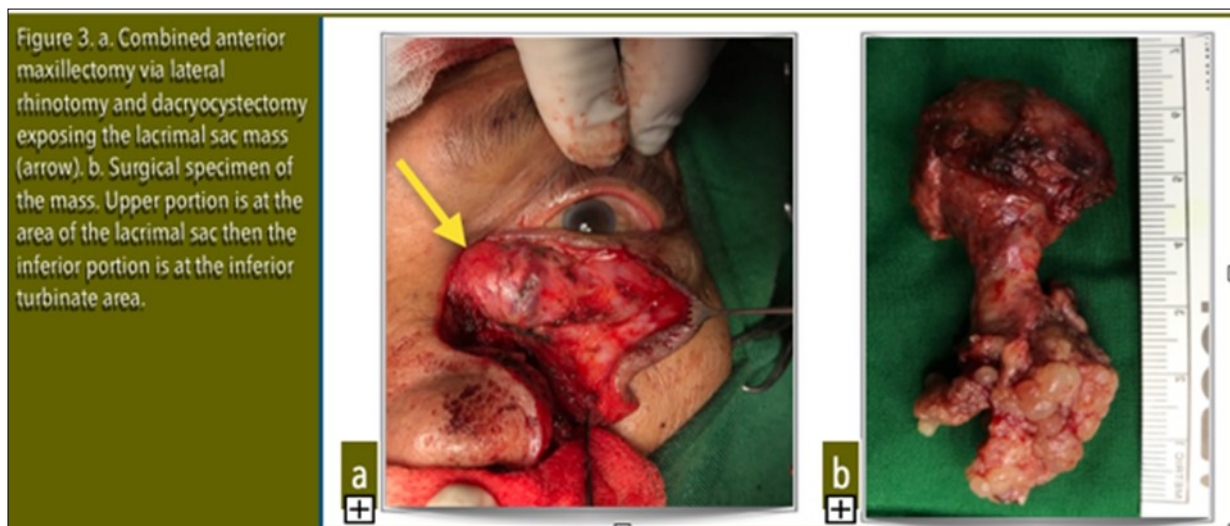 Figure 3. a. Combined anterior
maxillectomy via lateral
rhinotomy and dacryocystectomy
exposing the lacrimal sac mass
(arrow). b. Surgical specimen of
the mass. Upper portion is at the
area of the lacrimal sac then the
inferior portion is at the inferior
turbinate area.
a
b